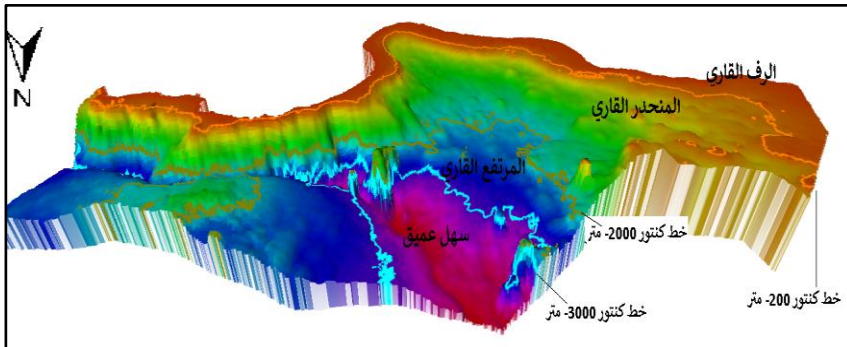 N
الرف القاري
المنحدر القاري
المرتفع القاري
سهل عميق
خط كنتور 2000- متر
خط كنتور 3000- متر
خط كنتور 200- متر